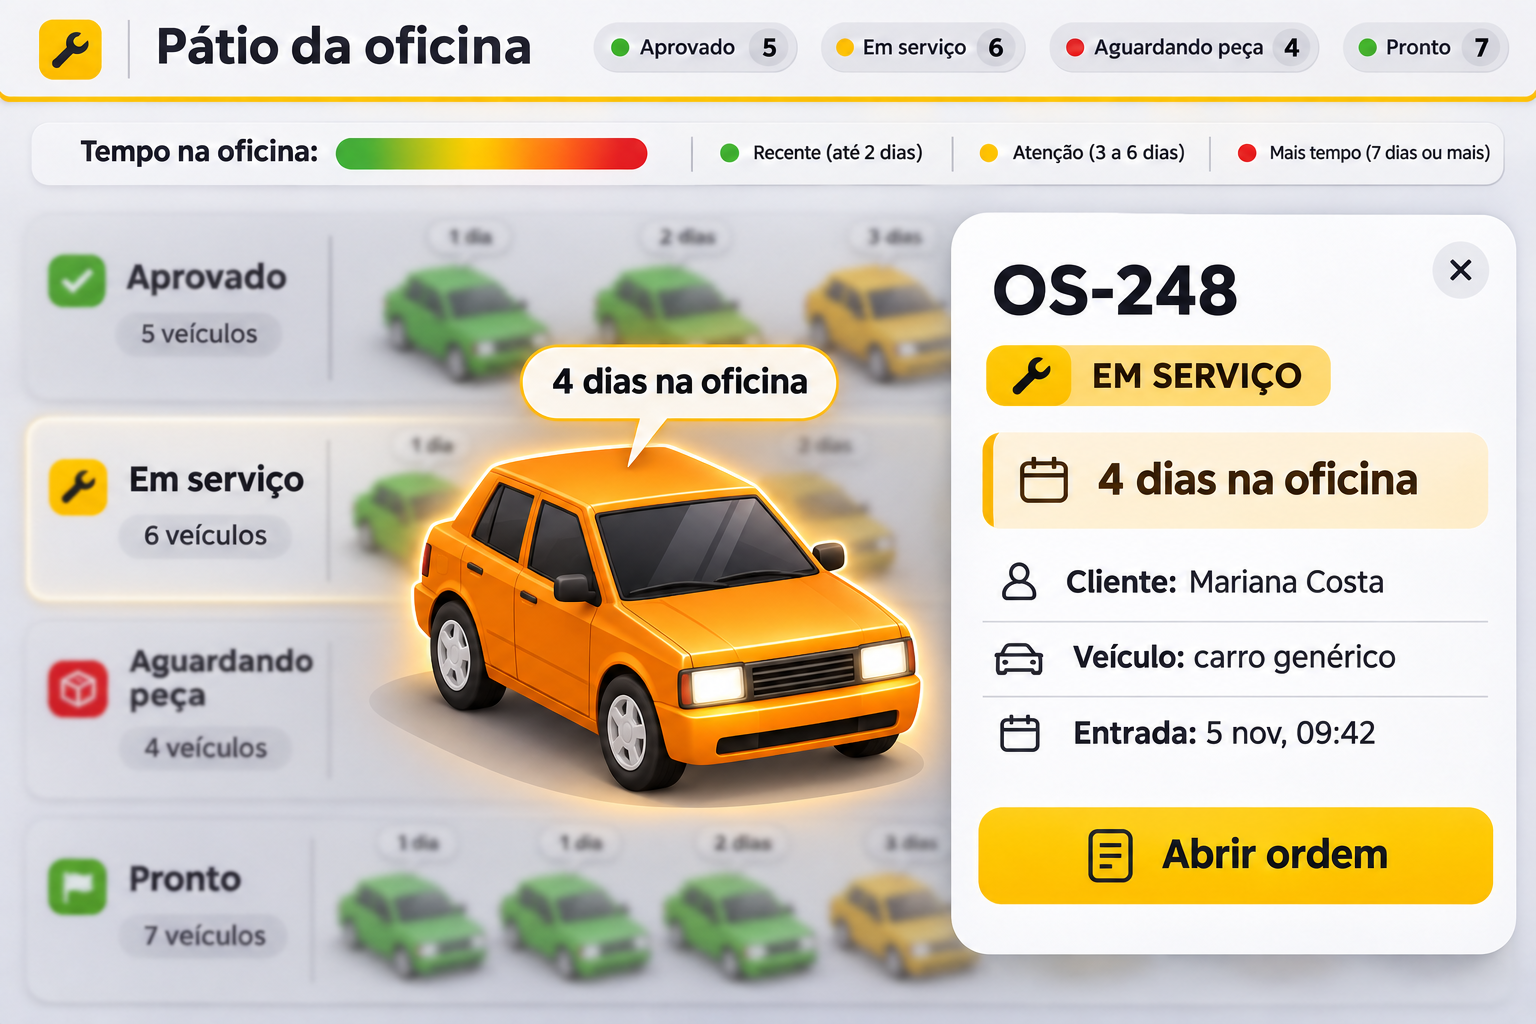 Pátio da oficina
Aprovado 5
Em serviço 6
Aguardando peça 4
Pronto 7
Tempo na oficina:
Recente (até 2 dias)
Atenção (3 a 6 dias)
Mais tempo (7 dias ou mais)
Aprovado
5 veículos
1 dia
2 dias
3 dias
4 dias na oficina
Em serviço
6 veículos
1 dia
Aguardando
peça
4 veículos
Pronto
7 veículos
1 dia
1 dia
2 dias
3 dias
OS-248
EM SERVIÇO
4 dias na oficina
Cliente: Mariana Costa
Veículo: carro genérico
Entrada: 5 nov, 09:42
Abrir ordem